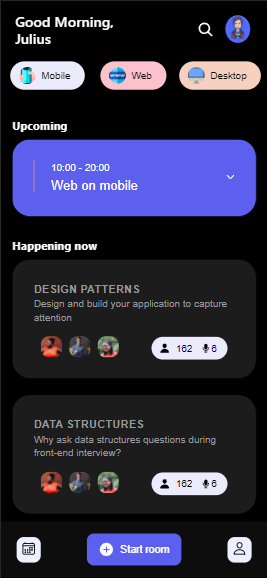 Good Morning,
Julius
Mobile
www Web
Desktop
Upcoming
10:00 - 20:00
Web on mobile
Happening now
DESIGN PATTERNS
Design and build your application to capture
attention
162 6
DATA STRUCTURES
Why ask data structures questions during
front-end interview?
162 6
Start room